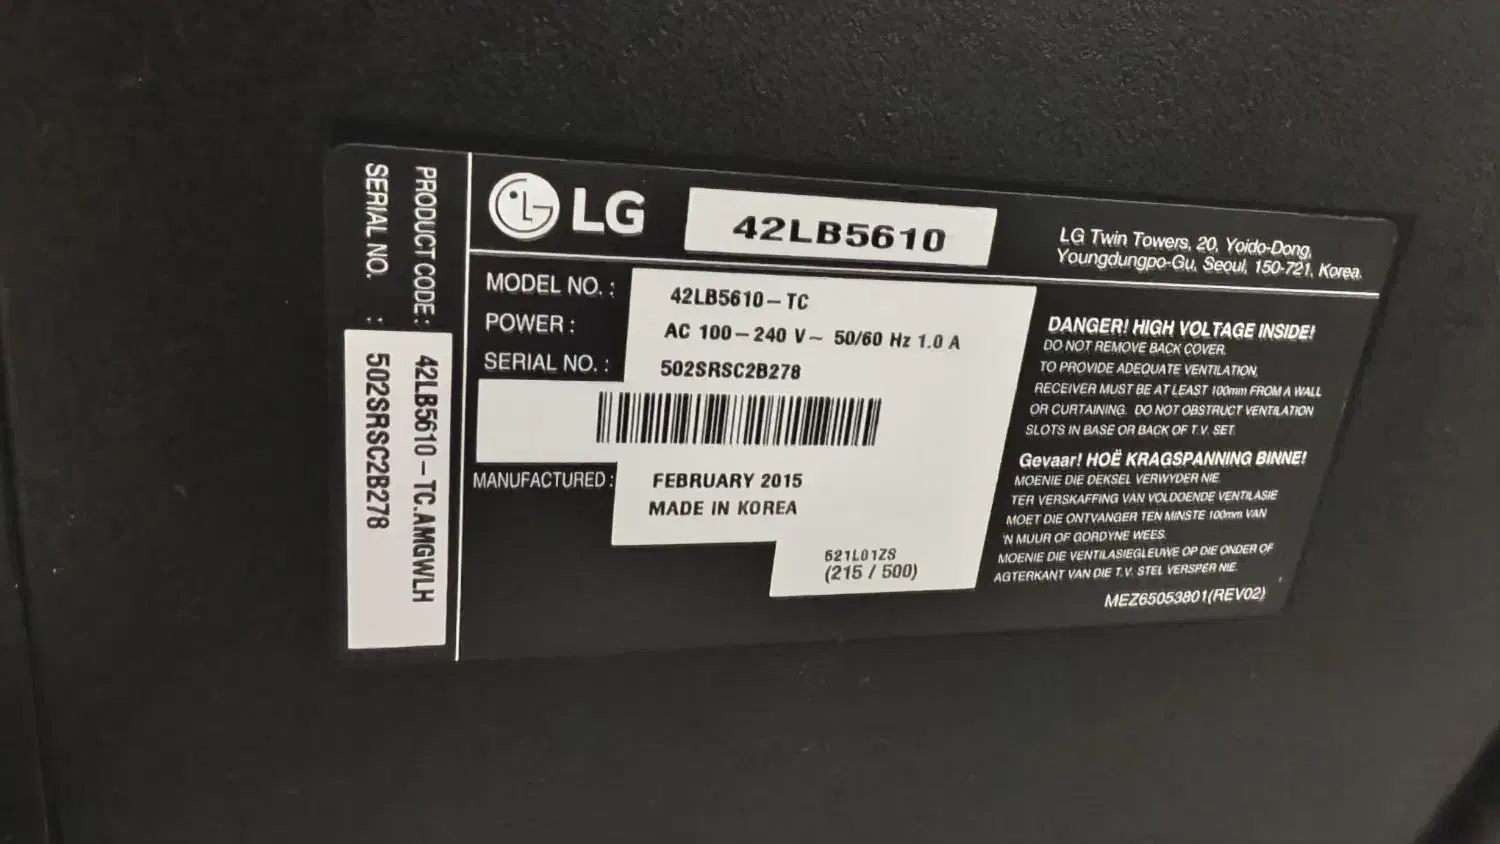 PRODUCT CODE : 42LB5610-TC.AMGWLH
SERIAL NO. : 502SRSC2B278
LG
42LB5610
LG Twin Towers, 20, Yoido-Dong,
Youngdungpo-Gu, Seoul, 150-721, Korea.
MODEL NO. : 42LB5610-TC
POWER : AC 100-240 V~ 50/60 Hz 1.0 A
SERIAL NO. : 502SRSC2B278
MANUFACTURED : FEBRUARY 2015
MADE IN KOREA
621L01ZS
(215 / 500)
DANGER! HIGH VOLTAGE INSIDE!
DO NOT REMOVE BACK COVER.
TO PROVIDE ADEQUATE VENTILATION,
RECEIVER MUST BE AT LEAST 100mm FROM A WALL
OR CURTAINING. DO NOT OBSTRUCT VENTILATION
SLOTS IN BASE OR BACK OF T.V. SET.
Gevaar! HOË KRAGSPANNING BINNE!
MOENIE DIE DEKSEL VERWYDER NIE.
TER VERSKAFFING VAN VOLDOENDE VENTILASIE
MOET DIE ONTVANGER TEN MINSTE 100mm VAN
'N MUUR OF GORDYNE WEES.
MOENIE DIE VENTILASIEGLEUWE OP DIE ONDER OF
AGTERKANT VAN DIE T.V. STEL VERSPER NIE.
MEZ65053801(REV02)